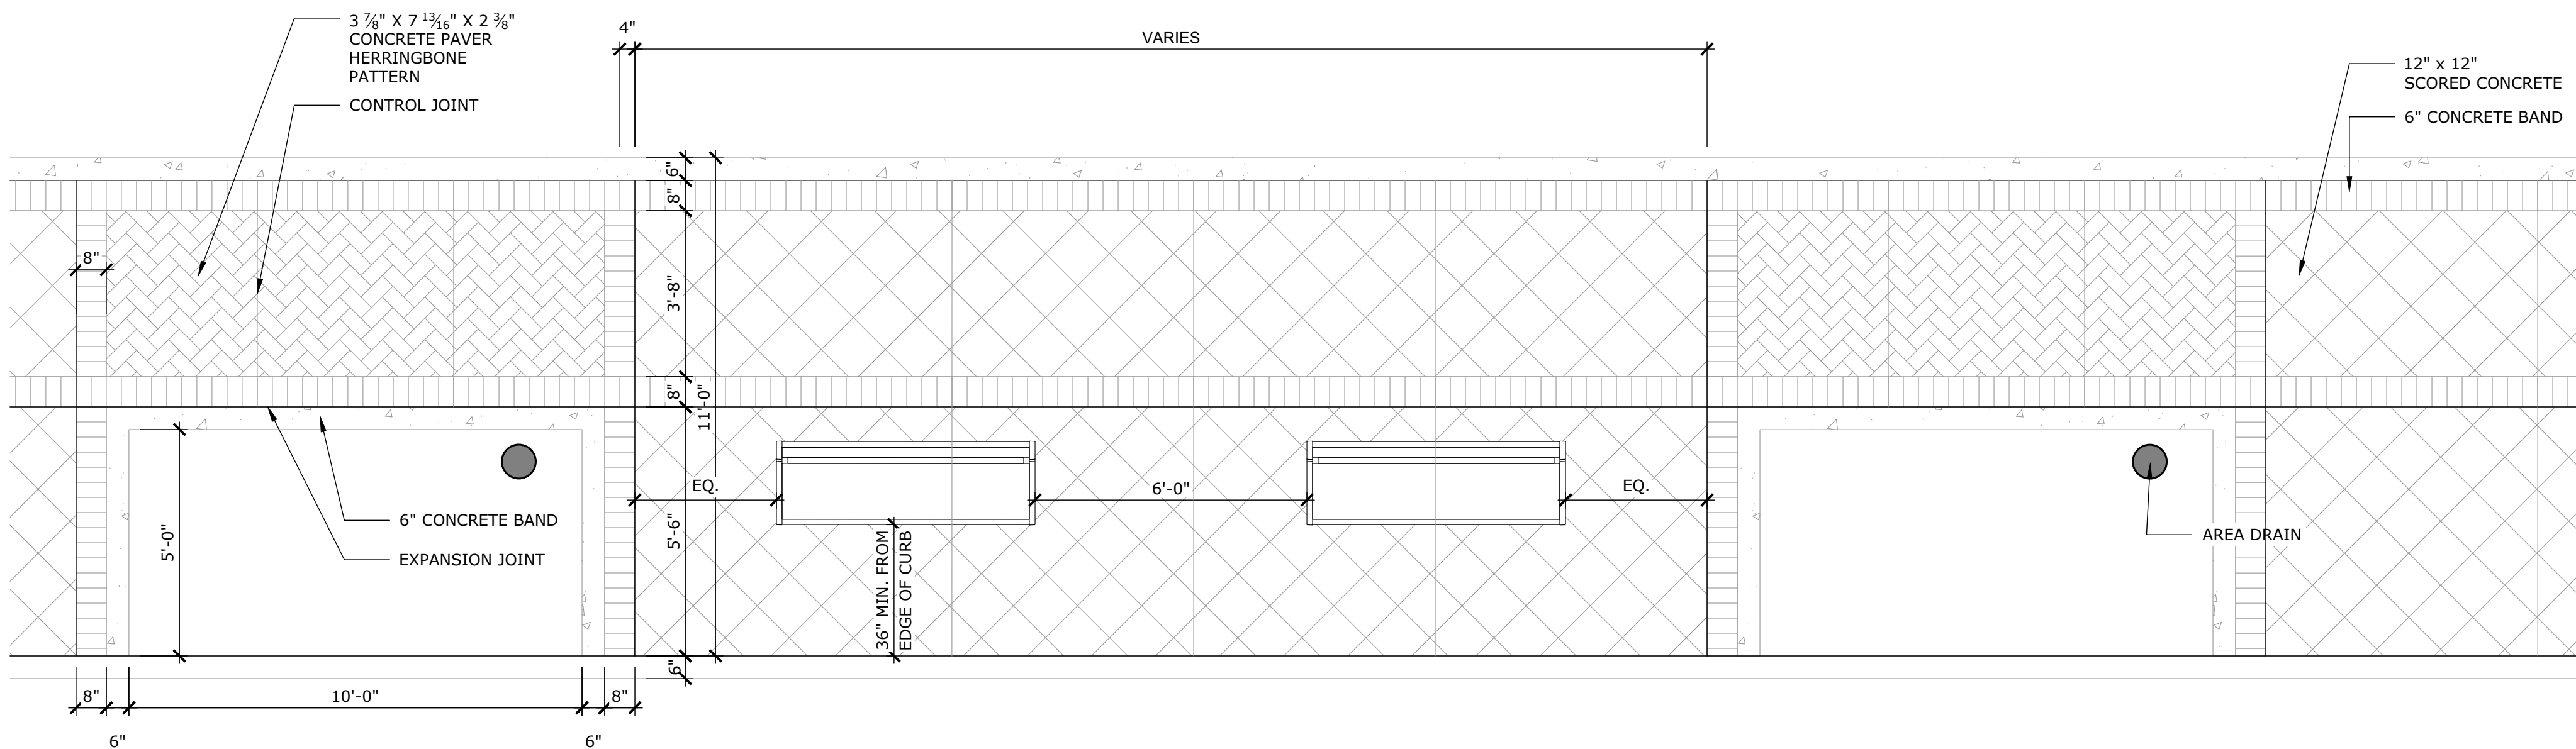 3 ⅞" X 7 13⁄16" X 2 ⅜"
CONCRETE PAVER
HERRINGBONE
PATTERN
CONTROL JOINT
4"
VARIES
12" x 12"
SCORED CONCRETE
6" CONCRETE BAND
6"
8"
8"
3'-8"
8"
11'-0"
5'-0"
6" CONCRETE BAND
EXPANSION JOINT
EQ.
6'-0"
EQ.
5'-6"
36" MIN. FROM
EDGE OF CURB
AREA DRAIN
6"
8"
10'-0"
8"
6"
6"